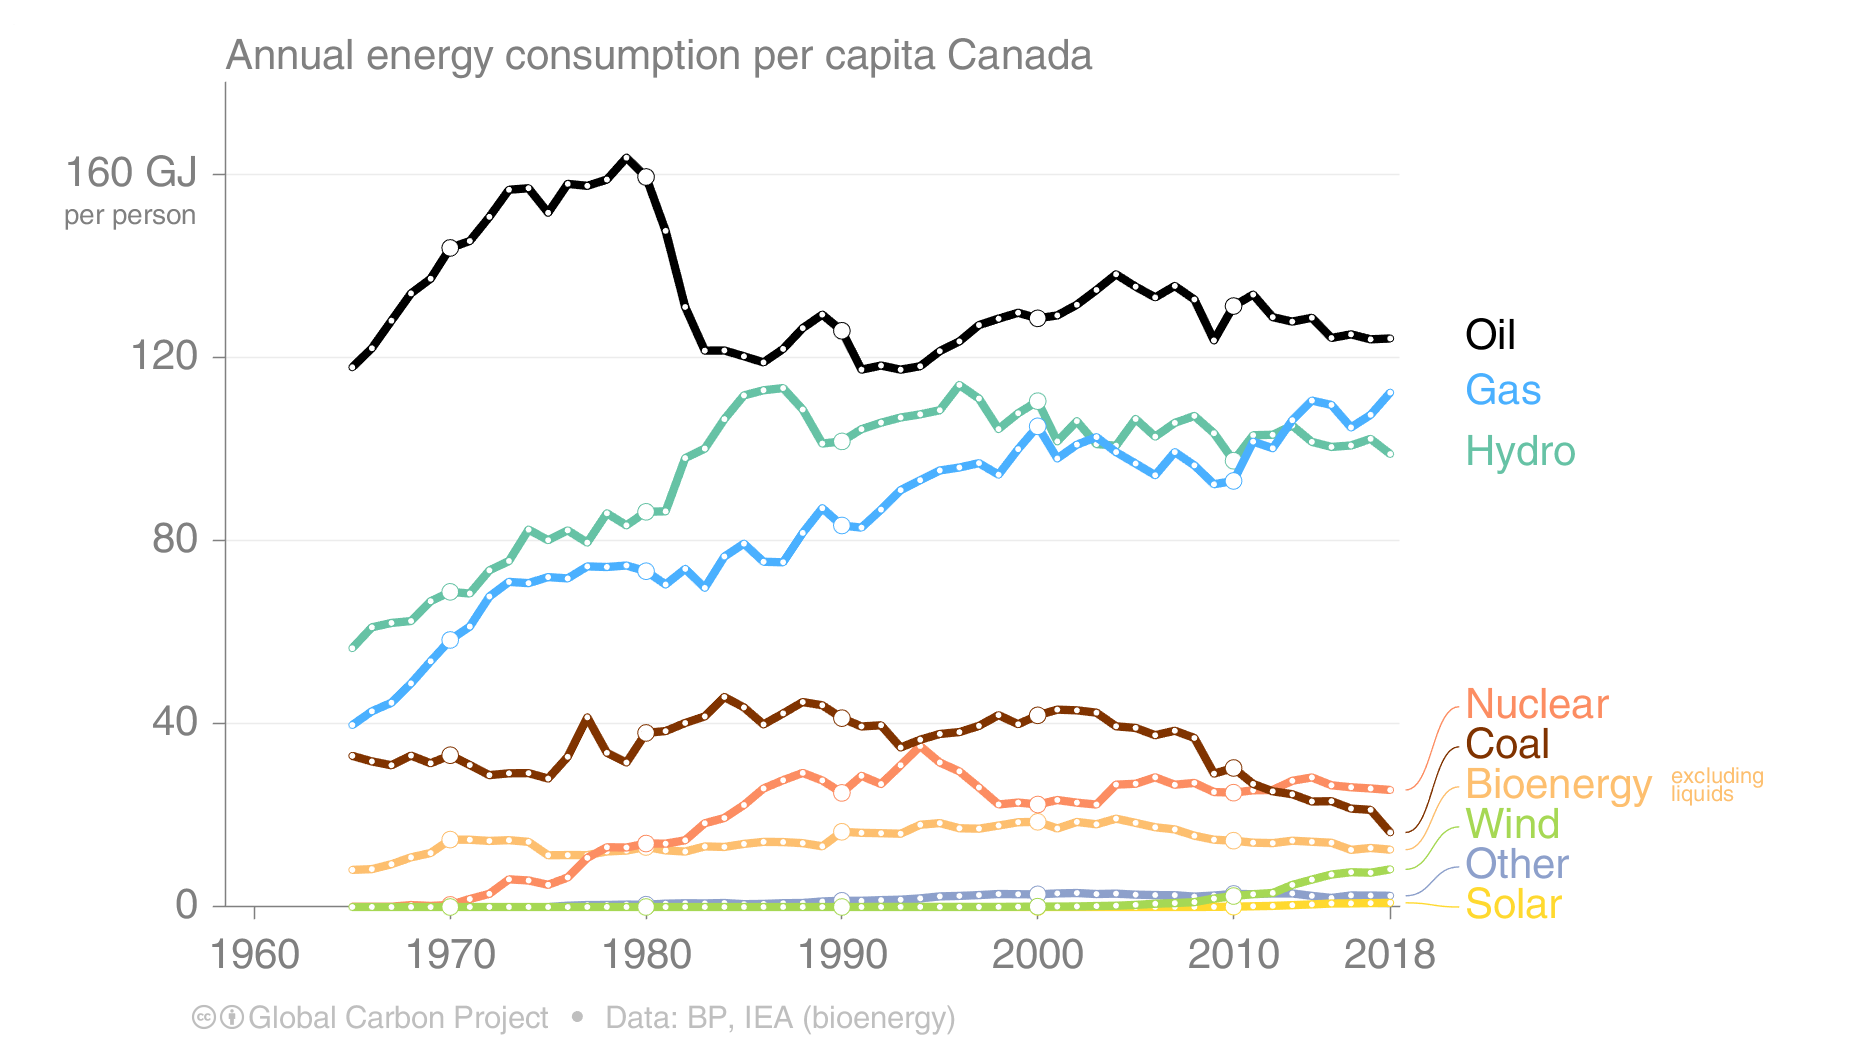 Annual energy consumption per capita Canada
160 GJ
per person
120
80
40
0
Oil
Gas
Hydro
Nuclear
Coal
Bioenergy excluding liquids
Wind
Other
Solar
1960 1970 1980 1990 2000 2010 2018
cc Global Carbon Project • Data: BP, IEA (bioenergy)